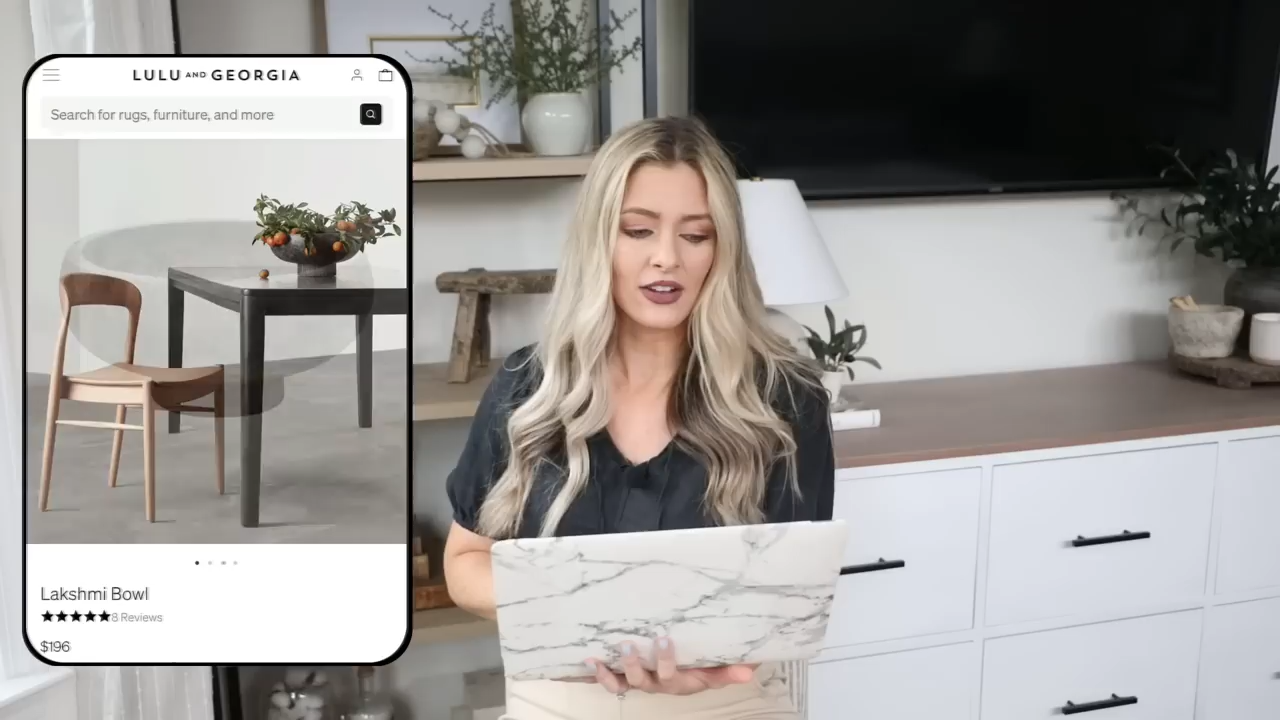 LULU AND GEORGIA
Search for rugs, furniture, and more
Lakshmi Bowl
8 Reviews
$196